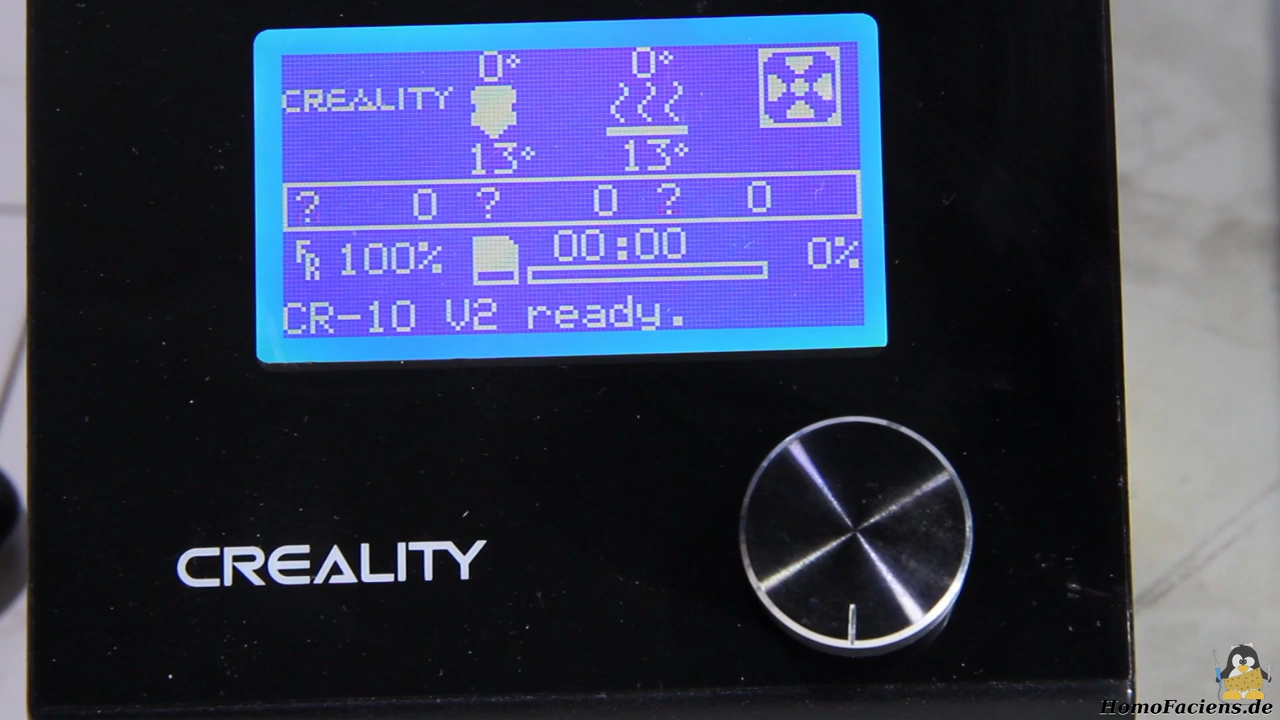 0° 0°
CREALITY
13° 13°
? 0 ? 0 ? 0
100% 00:00 0%
CR-10 V2 ready.
CREALITY
HomoFaciens.de